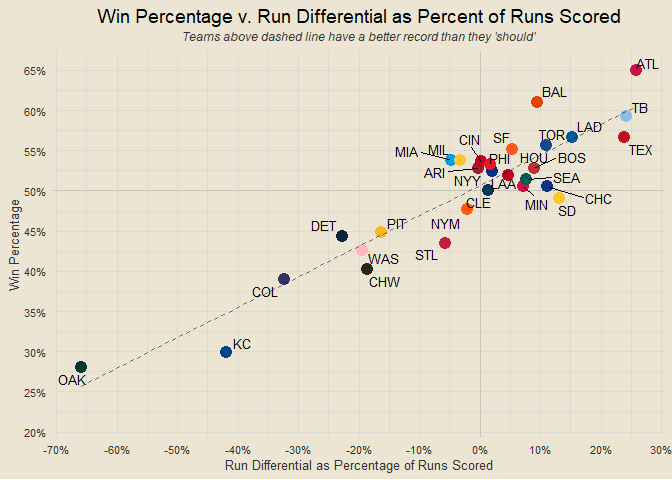 Win Percentage v. Run Differential as Percent of Runs Scored
Teams above dashed line have a better record than they 'should'
65%
60%
55%
50%
45%
40%
35%
30%
25%
20%
Win Percentage
ATL
BAL
TB
LAD
TOR
TEX
SF
CIN
MIL
MIA
PHI
HOU
BOS
ARI
NYY
LAA
SEA
CHC
MIN
SD
CLE
NYM
STL
DET
PIT
WAS
CHW
COL
KC
OAK
-70%
-60%
-50%
-40%
-30%
-20%
-10%
0%
10%
20%
30%
Run Differential as Percentage of Runs Scored